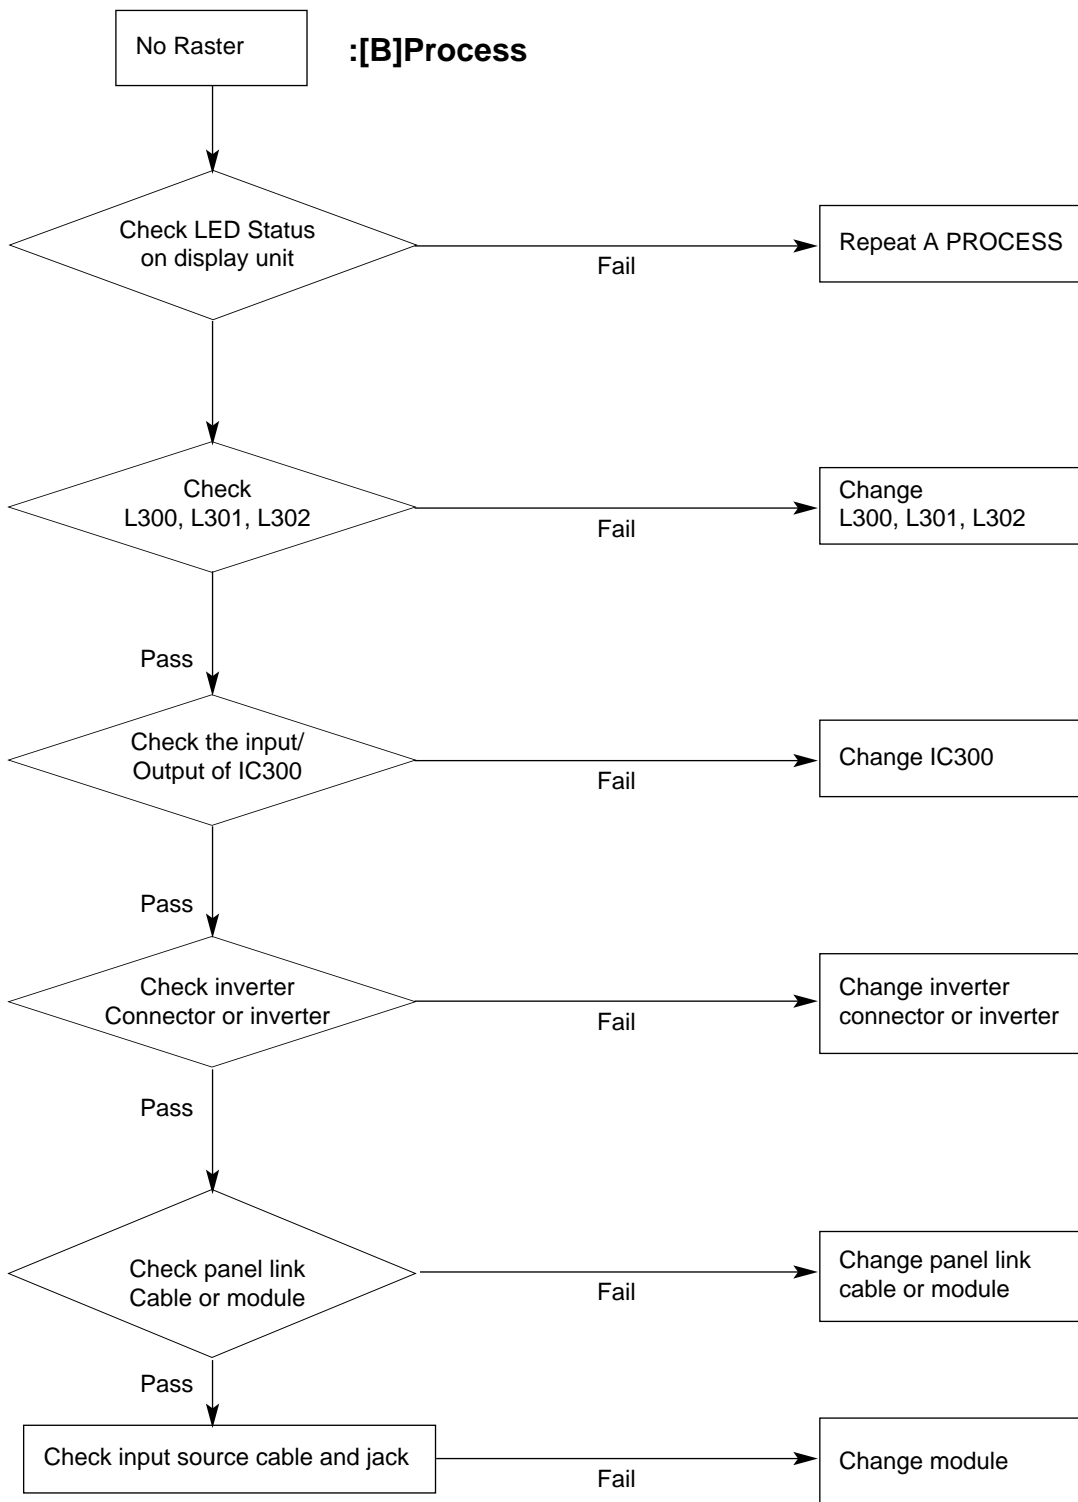 No Raster
:[B]Process
Check LED Status
on display unit
Fail
Repeat A PROCESS
Check
L300, L301, L302
Fail
Change
L300, L301, L302
Pass
Check the input/
Output of IC300
Fail
Change IC300
Pass
Check inverter
Connector or inverter
Fail
Change inverter
connector or inverter
Pass
Check panel link
Cable or module
Fail
Change panel link
cable or module
Pass
Check input source cable and jack
Fail
Change module